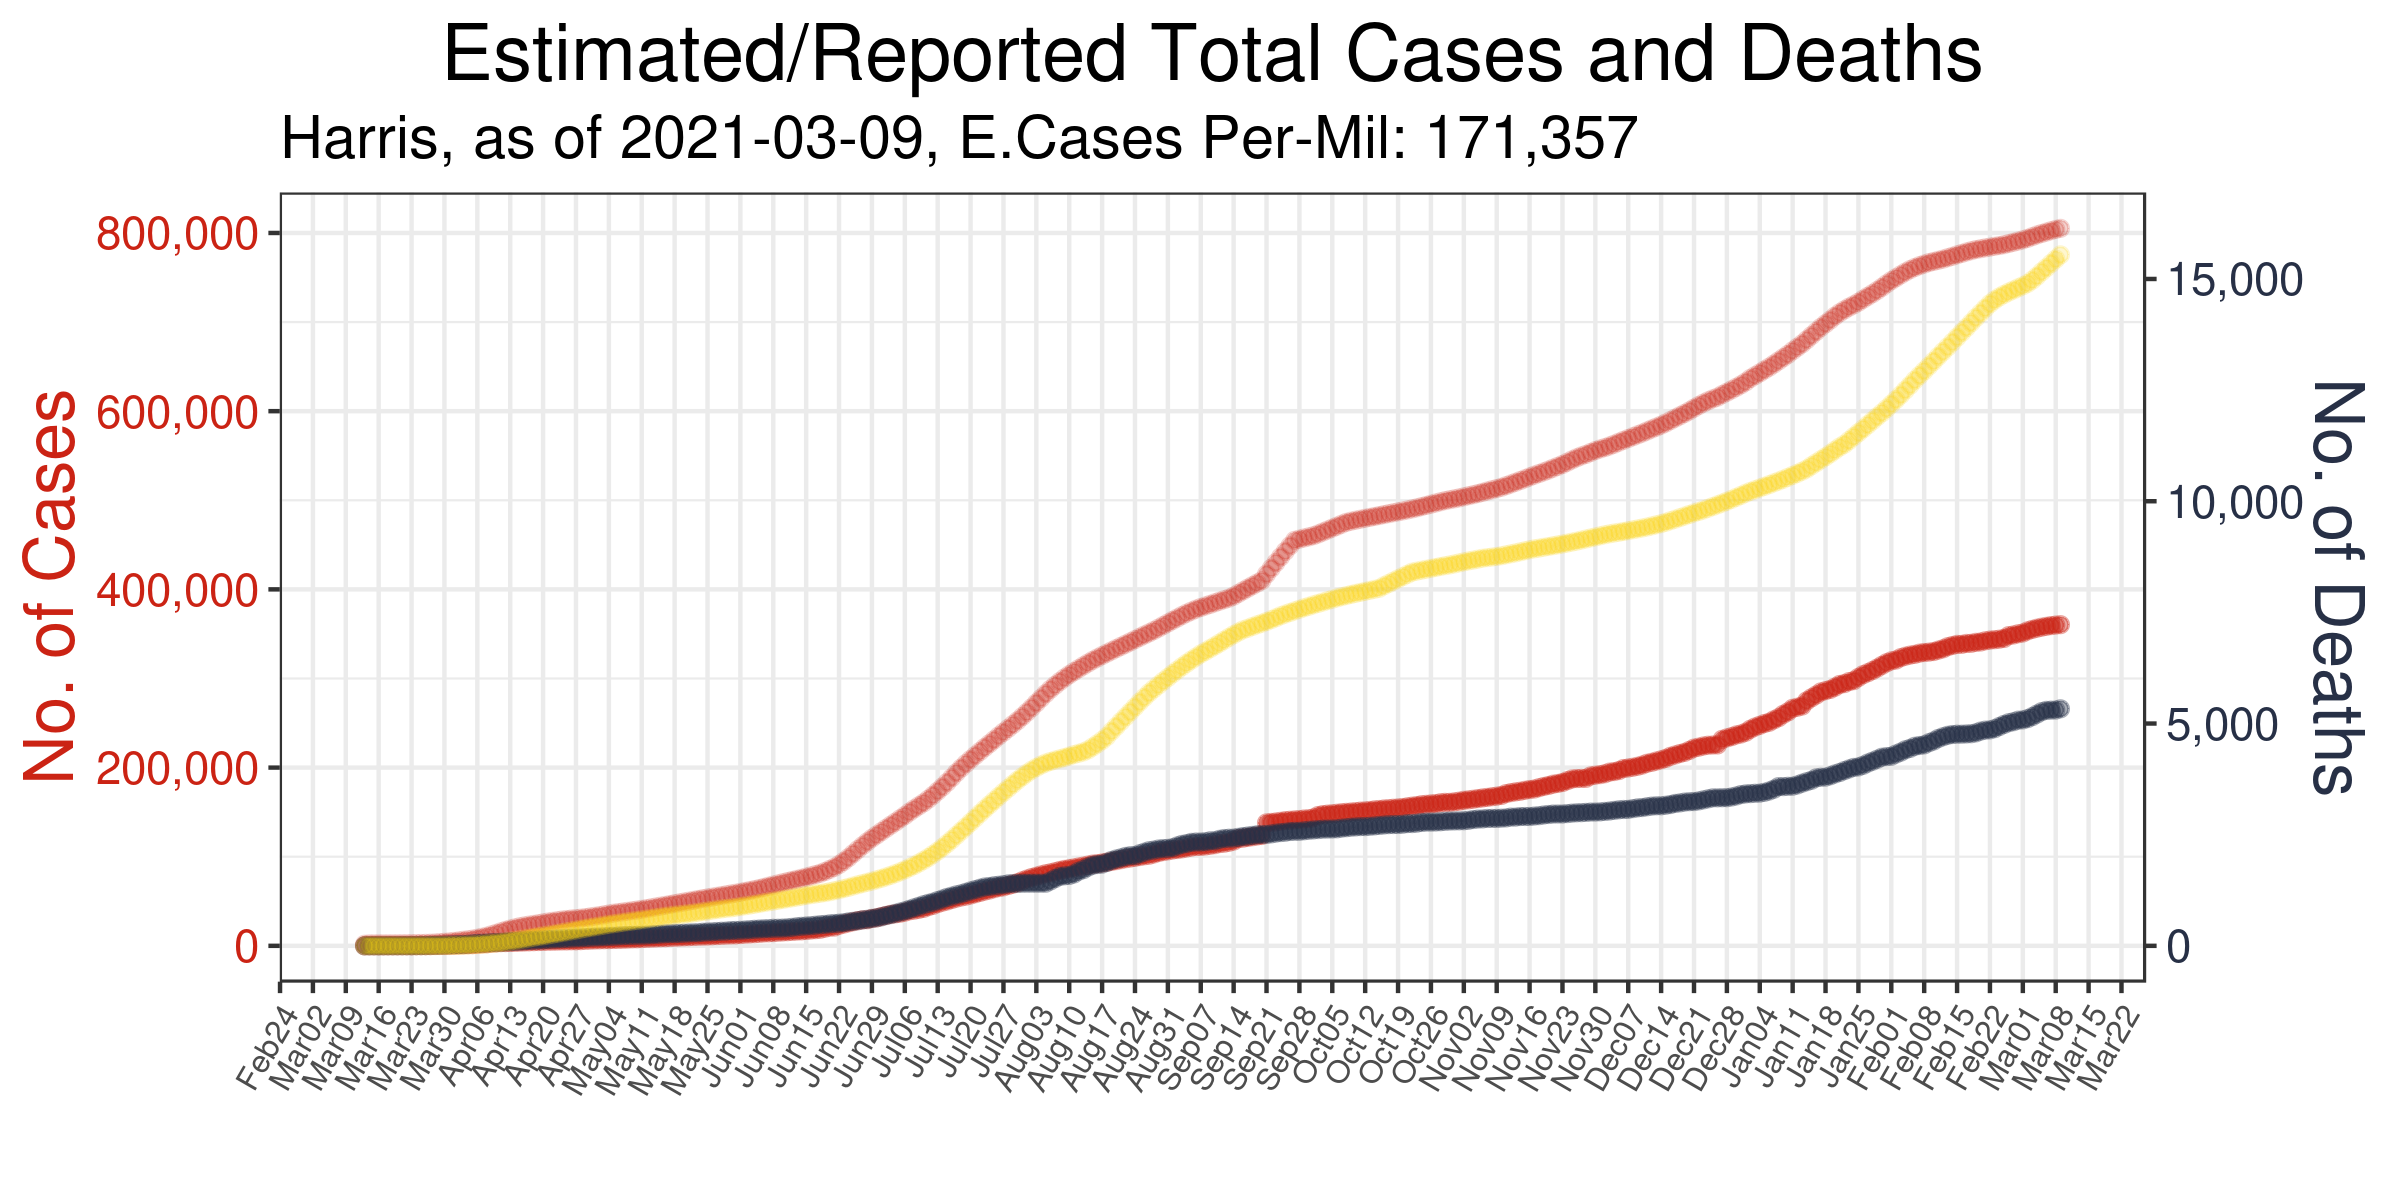 Estimated/Reported Total Cases and Deaths
Harris, as of 2021-03-09, E.Cases Per-Mil: 171,357
No. of Cases
800,000
600,000
400,000
200,000
0
15,000
10,000
5,000
0
No. of Deaths
Feb24
Mar02
Mar09
Mar16
Mar23
Mar30
Apr06
Apr13
Apr20
Apr27
May04
May11
May18
May25
Jun01
Jun08
Jun15
Jun22
Jun29
Jul06
Jul13
Jul20
Jul27
Aug03
Aug10
Aug17
Aug24
Aug31
Sep07
Sep14
Sep21
Sep28
Oct05
Oct12
Oct19
Oct26
Nov02
Nov09
Nov16
Nov23
Nov30
Dec07
Dec14
Dec21
Dec28
Jan04
Jan11
Jan18
Jan25
Feb01
Feb08
Feb15
Feb22
Mar01
Mar08
Mar15
Mar22